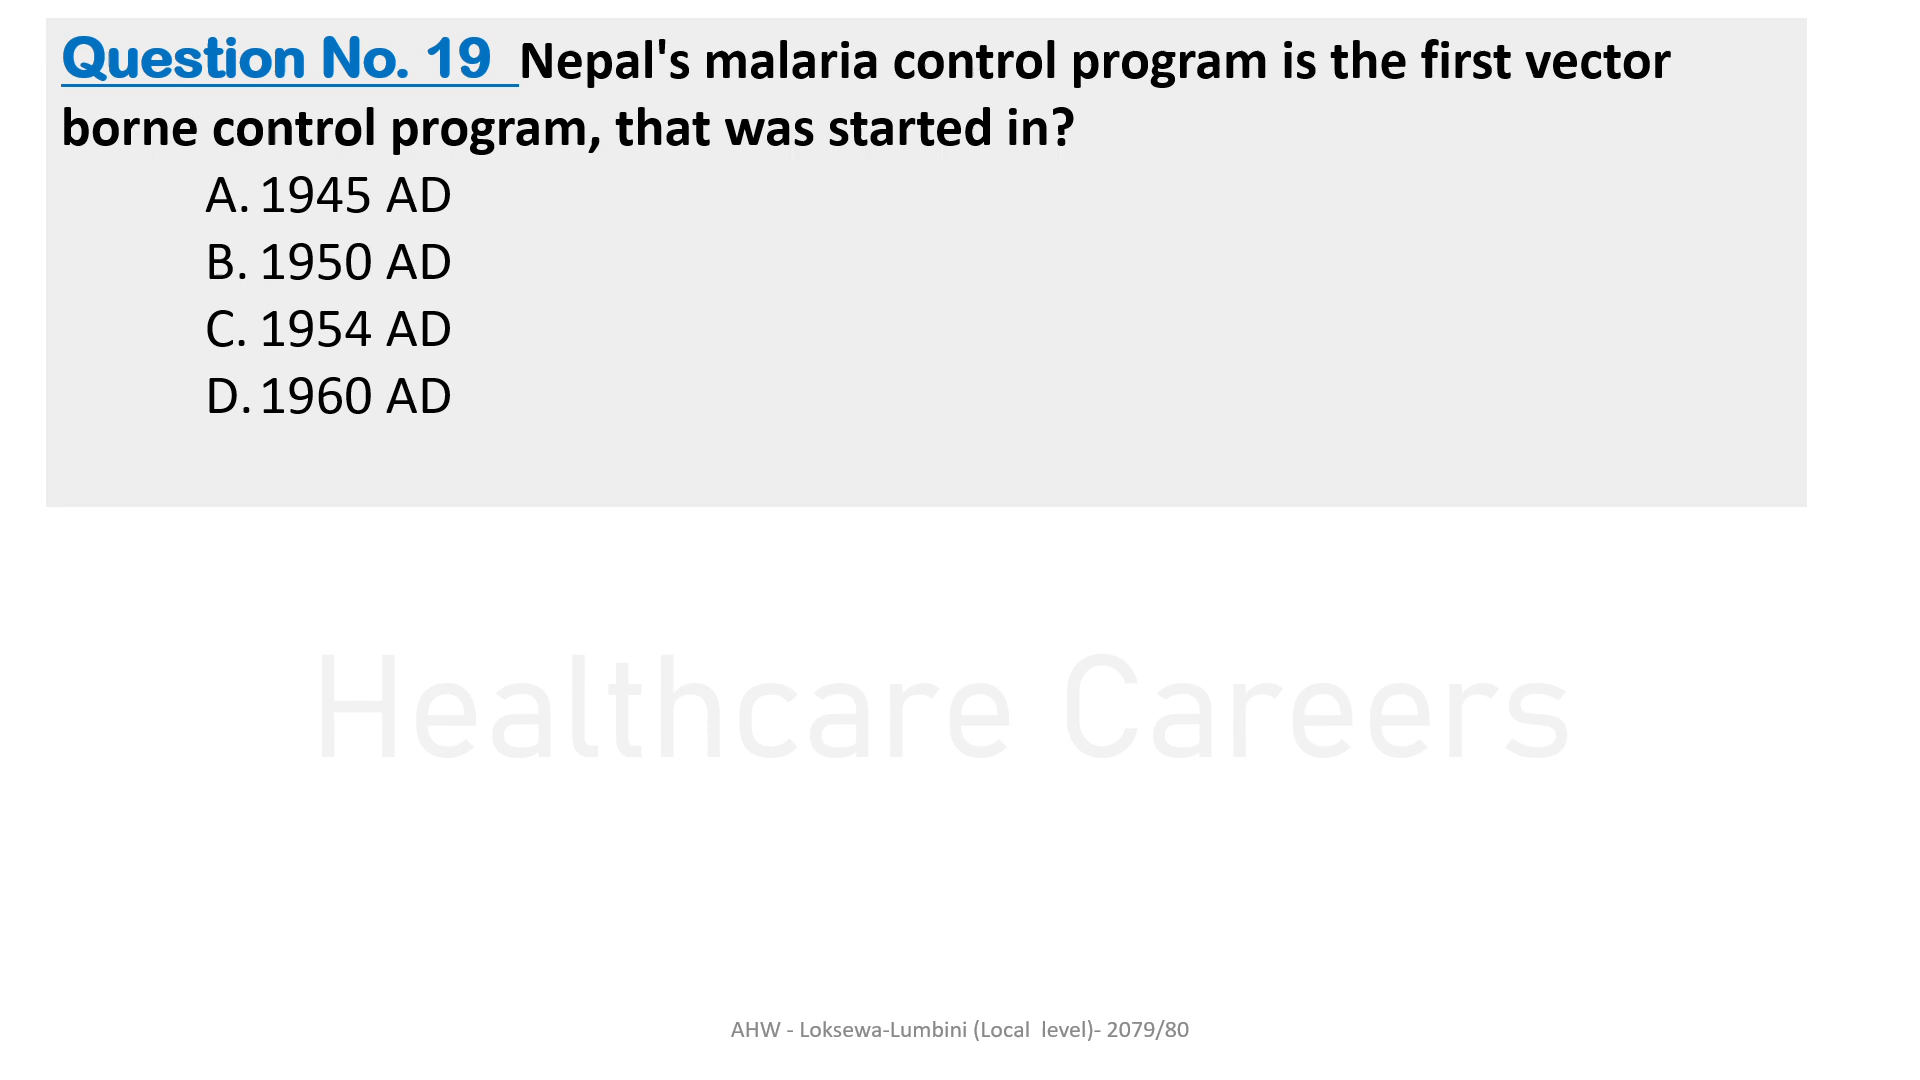 Question No. 19 Nepal's malaria control program is the first vector
borne control program, that was started in?
A. 1945 AD
B. 1950 AD
C. 1954 AD
D. 1960 AD
Healthcare Careers
AHW - Loksewa-Lumbini (Local level)- 2079/80